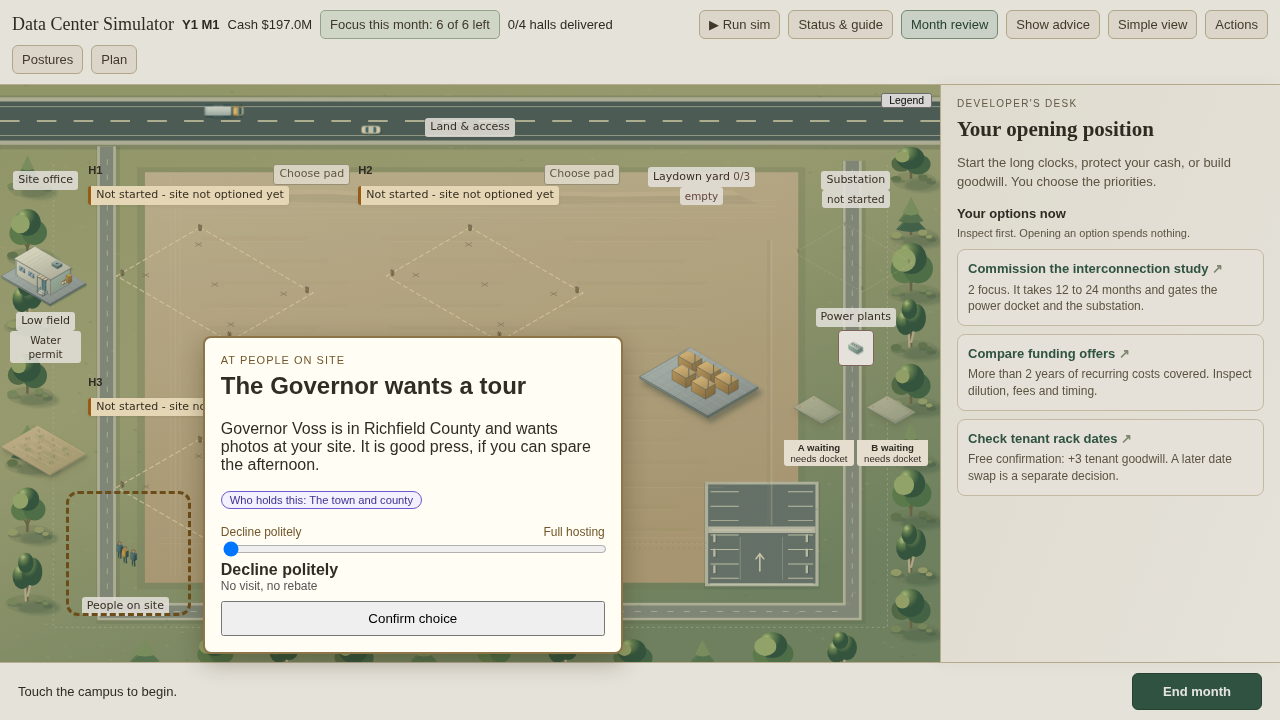 Data Center Simulator Y1 M1 Cash $197.0M Focus this month: 6 of 6 left 0/4 halls delivered ▶ Run sim Status & guide Month review Show advice Simple view Actions
Postures Plan
Legend
Land & access
H1
Choose pad
H2
Choose pad
Site office
Not started - site not optioned yet
Not started - site not optioned yet
Laydown yard 0/3
empty
Substation
not started
Low field
Water
permit
Power plants
H3
Not started - site no
A waiting
needs docket
B waiting
needs docket
People on site
AT PEOPLE ON SITE
The Governor wants a tour
Governor Voss is in Richfield County and wants
photos at your site. It is good press, if you can spare
the afternoon.
Who holds this: The town and county
Decline politely Full hosting
Decline politely
No visit, no rebate
Confirm choice
DEVELOPER'S DESK
Your opening position
Start the long clocks, protect your cash, or build
goodwill. You choose the priorities.
Your options now
Inspect first. Opening an option spends nothing.
Commission the interconnection study ↗
2 focus. It takes 12 to 24 months and gates the
power docket and the substation.
Compare funding offers ↗
More than 2 years of recurring costs covered. Inspect
dilution, fees and timing.
Check tenant rack dates ↗
Free confirmation: +3 tenant goodwill. A later date
swap is a separate decision.
Touch the campus to begin.
End month